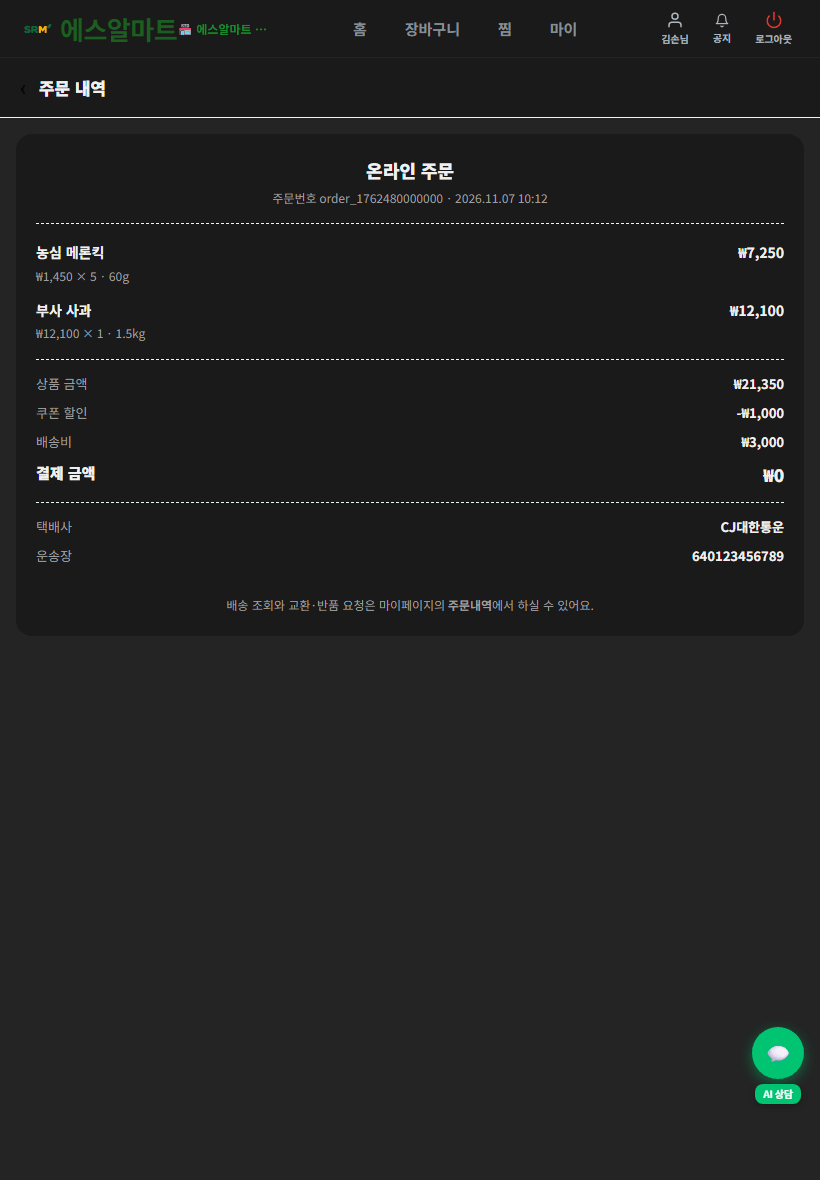 SRM 에스알마트 에스알마트 ...
홈 장바구니 찜 마이
김손님 공지 로그아웃
주문 내역
온라인 주문
주문번호 order_1762480000000 · 2026.11.07 10:12
농심 메론킥 ₩7,250
₩1,450 × 5 · 60g
부사 사과 ₩12,100
₩12,100 × 1 · 1.5kg
상품 금액 ₩21,350
쿠폰 할인 -₩1,000
배송비 ₩3,000
결제 금액 ₩0
택배사 CJ대한통운
운송장 640123456789
배송 조회와 교환·반품 요청은 마이페이지의 주문내역에서 하실 수 있어요.
AI 상담